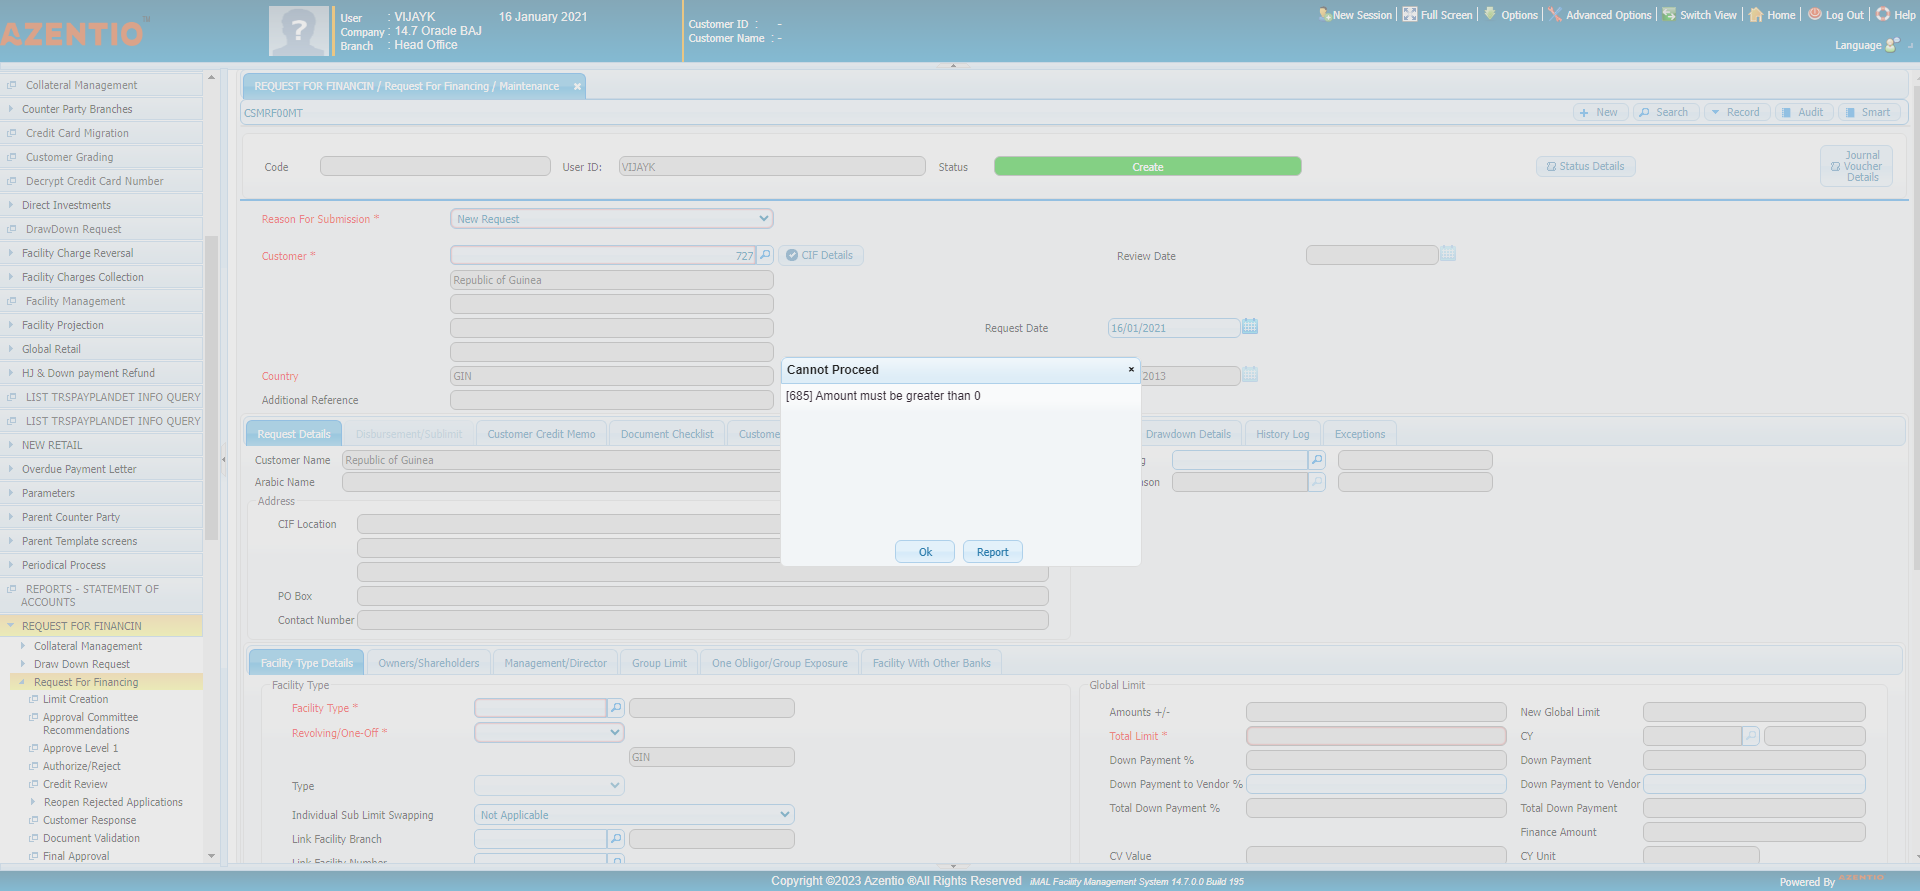 AZENTIO™
User : VIJAYK 16 January 2021
Company : 14.7 Oracle BAJ
Branch : Head Office
Customer ID : -
Customer Name : -
New Session Full Screen Options Advanced Options Switch View Home Log Out Help
Language
Collateral Management
Counter Party Branches
Credit Card Migration
Customer Grading
Decrypt Credit Card Number
Direct Investments
DrawDown Request
Facility Charge Reversal
Facility Charges Collection
Facility Management
Facility Projection
Global Retail
HJ & Down payment Refund
LIST TRSPAYPLANDET INFO QUERY
LIST TRSPAYPLANDET INFO QUERY
NEW RETAIL
Overdue Payment Letter
Parameters
Parent Counter Party
Parent Template screens
Periodical Process
REPORTS - STATEMENT OF
ACCOUNTS
REQUEST FOR FINANCIN
Collateral Management
Draw Down Request
Request For Financing
Limit Creation
Approval Committee
Recommendations
Approve Level 1
Authorize/Reject
Credit Review
Reopen Rejected Applications
Customer Response
Document Validation
Final Approval
REQUEST FOR FINANCIN / Request For Financing / Maintenance ×
CSMRF00MT
New Search Record Audit Smart
Code User ID: VIJAYK Status Create Status Details
Journal
Voucher
Details
Reason For Submission * New Request
Customer * 727 CIF Details Review Date
Republic of Guinea
Request Date 16/01/2021
Country GIN 2013
Additional Reference
Cannot Proceed ×
[685] Amount must be greater than 0
Ok Report
Request Details Disbursement/Sublimit Customer Credit Memo Document Checklist Custome Drawdown Details History Log Exceptions
Customer Name Republic of Guinea g
Arabic Name son
Address
CIF Location
PO Box
Contact Number
Facility Type Details Owners/Shareholders Management/Director Group Limit One Obligor/Group Exposure Facility With Other Banks
Facility Type
Facility Type *
Revolving/One-Off *
GIN
Type
Individual Sub Limit Swapping Not Applicable
Link Facility Branch
Link Facility Number
Global Limit
Amounts +/- New Global Limit
Total Limit * CY
Down Payment % Down Payment
Down Payment to Vendor % Down Payment to Vendor
Total Down Payment % Total Down Payment
Finance Amount
CV Value CY Unit
Copyright ©2023 Azentio ®All Rights Reserved iMAL Facility Management System 14.7.0.0 Build 195
Powered By AZENTIO